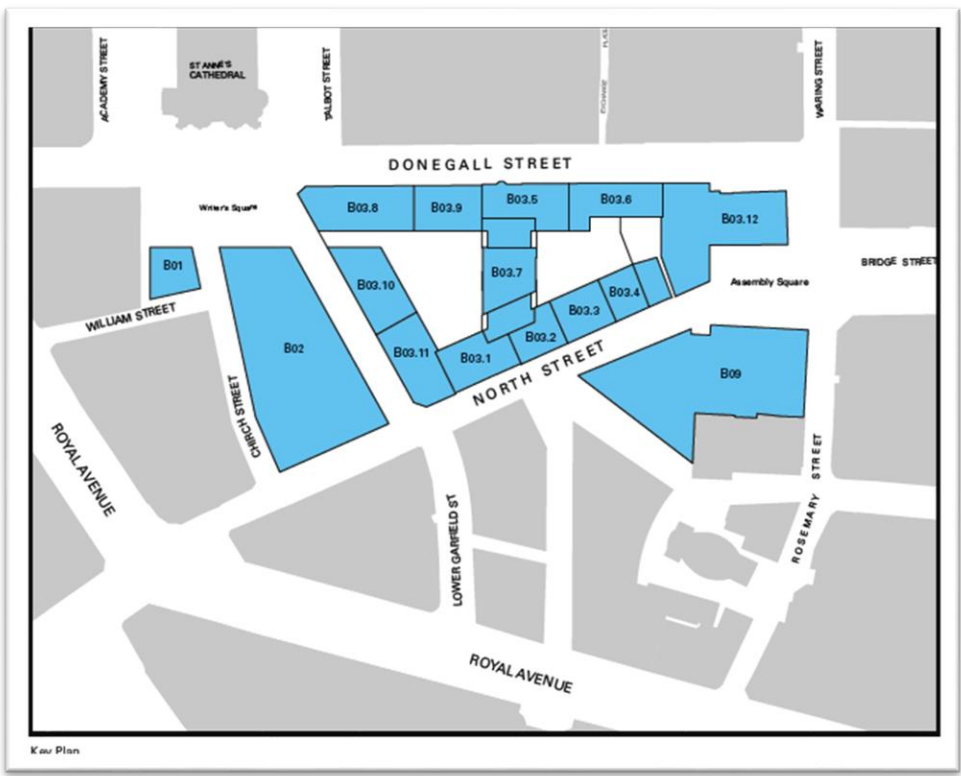 ACADEMY STREET
ST ANNE'S
CATHEDRAL
TALBOT STREET
EXCHANGE PLACE
WARING STREET
DONEGALL STREET
Writer's Square
B03.8
B03.9
B03.5
B03.6
B03.12
B01
B03.10
B03.7
BRIDGE STREET
Assembly Square
WILLIAM STREET
B02
B03.11
B03.1
B03.2
B03.3
B03.4
NORTH STREET
B09
CHIRCH STREET
ROYAL AVENUE
LOWER GARFIELD ST
ROSEMARY STREET
ROYAL AVENUE
Key Plan